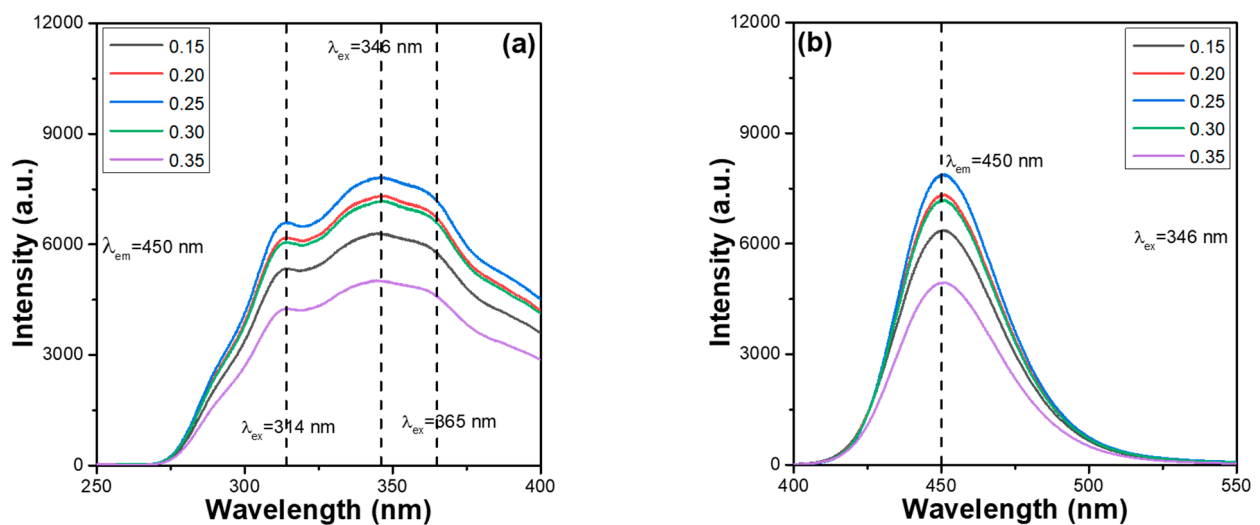 12000
9000
6000
3000
0
Intensity (a.u.)
0.15
0.20
0.25
0.30
0.35
λex=346 nm
(a)
λem=450 nm
λex=314 nm
λex=365 nm
250
300
350
400
Wavelength (nm)
12000
9000
6000
3000
0
Intensity (a.u.)
(b)
0.15
0.20
0.25
0.30
0.35
λem=450 nm
λex=346 nm
400
450
500
550
Wavelength (nm)